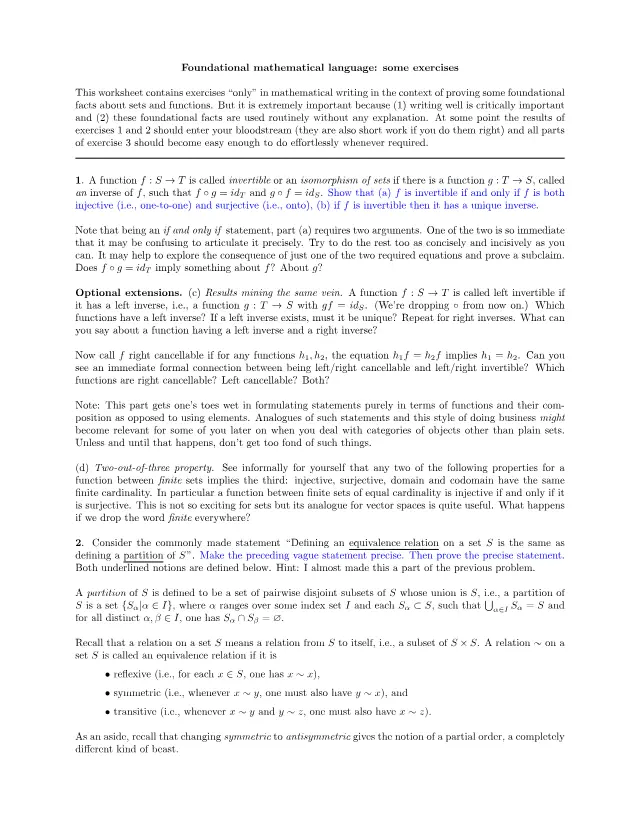 Foundational mathematical language: some exercises
This worksheet contains exercises “only” in mathematical writing in the context of proving some foundational
facts about sets and functions. But it is extremely important because (1) writing well is critically important
and (2) these foundational facts are used routinely without any explanation. At some point the results of
exercises 1 and 2 should enter your bloodstream (they are also short work if you do them right) and all parts
of exercise 3 should become easy enough to do effortlessly whenever required.
1. A function f : S → T is called invertible or an isomorphism of sets if there is a function g : T → S, called
an inverse of f, such that f ∘ g = id_T and g ∘ f = id_S. Show that (a) f is invertible if and only if f is both
injective (i.e., one-to-one) and surjective (i.e., onto), (b) if f is invertible then it has a unique inverse.
Note that being an if and only if statement, part (a) requires two arguments. One of the two is so immediate
that it may be confusing to articulate it precisely. Try to do the rest too as concisely and incisively as you
can. It may help to explore the consequence of just one of the two required equations and prove a subclaim.
Does f ∘ g = id_T imply something about f? About g?
Optional extensions. (c) Results mining the same vein. A function f : S → T is called left invertible if
it has a left inverse, i.e., a function g : T → S with gf = id_S. (We're dropping ∘ from now on.) Which
functions have a left inverse? If a left inverse exists, must it be unique? Repeat for right inverses. What can
you say about a function having a left inverse and a right inverse?
Now call f right cancellable if for any functions h₁, h₂, the equation h₁f = h₂f implies h₁ = h₂. Can you
see an immediate formal connection between being left/right cancellable and left/right invertible? Which
functions are right cancellable? Left cancellable? Both?
Note: This part gets one's toes wet in formulating statements purely in terms of functions and their com-
position as opposed to using elements. Analogues of such statements and this style of doing business might
become relevant for some of you later on when you deal with categories of objects other than plain sets.
Unless and until that happens, don't get too fond of such things.
(d) Two-out-of-three property. See informally for yourself that any two of the following properties for a
function between finite sets implies the third: injective, surjective, domain and codomain have the same
finite cardinality. In particular a function between finite sets of equal cardinality is injective if and only if it
is surjective. This is not so exciting for sets but its analogue for vector spaces is quite useful. What happens
if we drop the word finite everywhere?
2. Consider the commonly made statement “Defining an equivalence relation on a set S is the same as
defining a partition of S”. Make the preceding vague statement precise. Then prove the precise statement.
Both underlined notions are defined below. Hint: I almost made this a part of the previous problem.
A partition of S is defined to be a set of pairwise disjoint subsets of S whose union is S, i.e., a partition of
S is a set {S_α|α ∈ I}, where α ranges over some index set I and each S_α ⊂ S, such that ⋃_{α∈I} S_α = S and
for all distinct α, β ∈ I, one has S_α ∩ S_β = ∅.
Recall that a relation on a set S means a relation from S to itself, i.e., a subset of S × S. A relation ∼ on a
set S is called an equivalence relation if it is
• reflexive (i.e., for each x ∈ S, one has x ∼ x),
• symmetric (i.e., whenever x ∼ y, one must also have y ∼ x), and
• transitive (i.e., whenever x ∼ y and y ∼ z, one must also have x ∼ z).
As an aside, recall that changing symmetric to antisymmetric gives the notion of a partial order, a completely
different kind of beast.